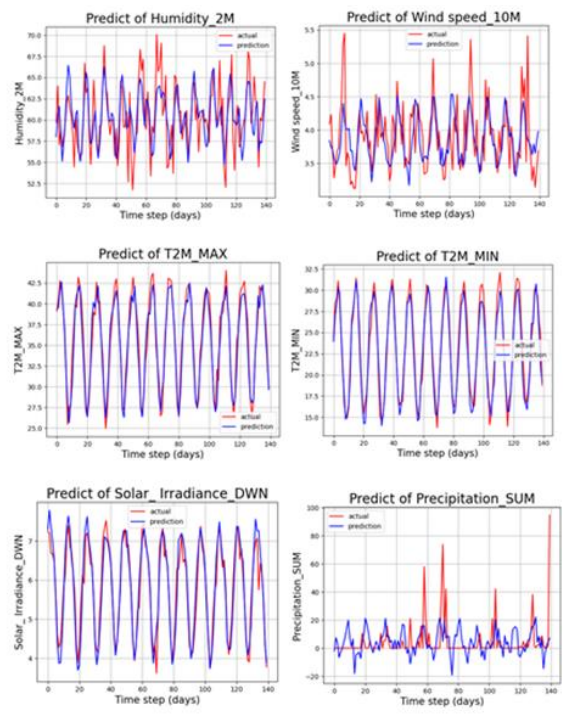 Predict of Humidity_2M
actual
prediction
Humidity_2M
70.0
67.5
65.0
62.5
60.0
57.5
55.0
52.5
0 20 40 60 80 100 120 140
Time step (days)
Predict of Wind speed_10M
actual
prediction
Wind speed_10M
5.5
5.0
4.5
4.0
3.5
0 20 40 60 80 100 120 140
Time step (days)
Predict of T2M_MAX
T2M_MAX
42.5
40.0
37.5
35.0
32.5
30.0
27.5
25.0
actual
prediction
0 20 40 60 80 100 120 140
Time step (days)
Predict of T2M_MIN
T2M_MIN
32.5
30.0
27.5
25.0
22.5
20.0
17.5
15.0
actual
prediction
0 20 40 60 80 100 120 140
Time step (days)
Predict of Solar_ Irradiance_DWN
actual
prediction
Solar_ Irradiance_DWN
7
6
5
4
0 20 40 60 80 100 120 140
Time step (days)
Predict of Precipitation_SUM
actual
prediction
Precipitation_SUM
100
80
60
40
20
0
−20
0 20 40 60 80 100 120 140
Time step (days)